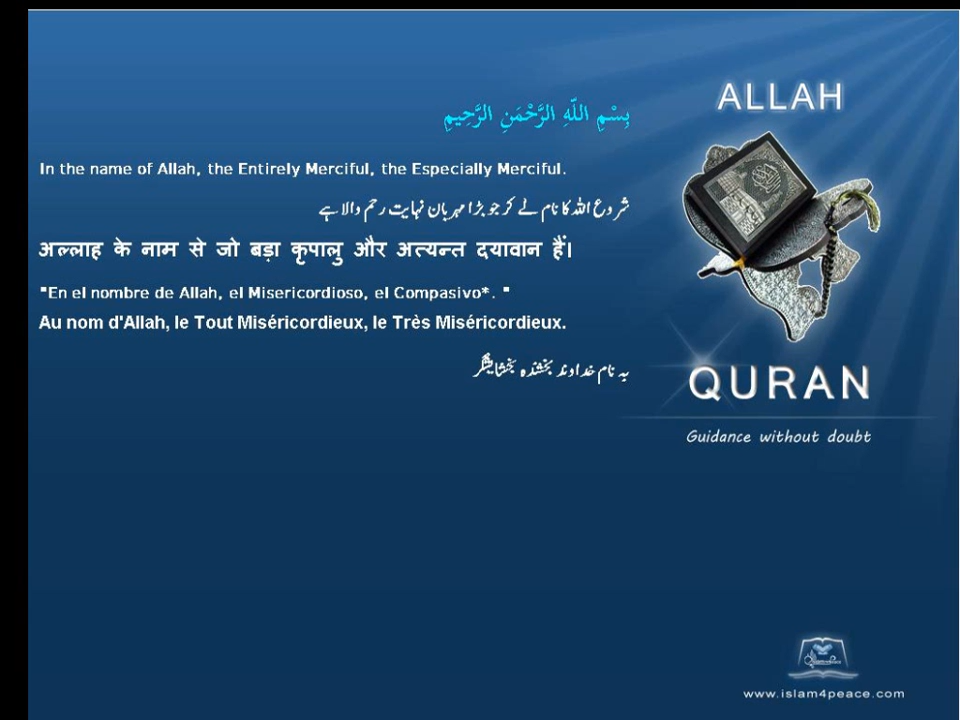 بِسْمِ اللّهِ الرَّحْمَنِ الرَّحِيمِ
In the name of Allah, the Entirely Merciful, the Especially Merciful.
شروع الله کا نام لے کر جو بڑا مہربان نہایت رحم والا ہے
अल्लाह के नाम से जो बड़ा कृपालु और अत्यन्त दयावान हैं।
"En el nombre de Allah, el Misericordioso, el Compasivo*. "
Au nom d'Allah, le Tout Miséricordieux, le Très Miséricordieux.
به نام خداوند بخشنده بخشایشگر
ALLAH
QURAN
Guidance without doubt
www.islam4peace.com